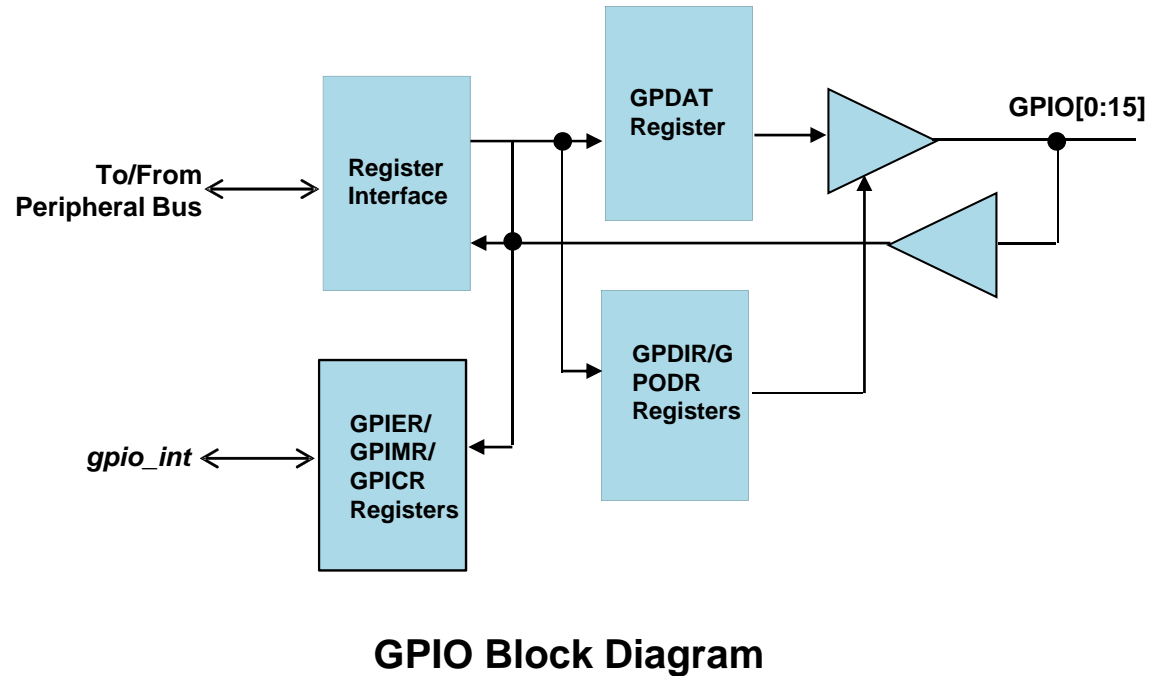 GPDAT
Register
GPIO[0:15]
To/From
Peripheral Bus
Register
Interface
GPDIR/G
PODR
Registers
gpio_int
GPIER/
GPIMR/
GPICR
Registers
GPIO Block Diagram